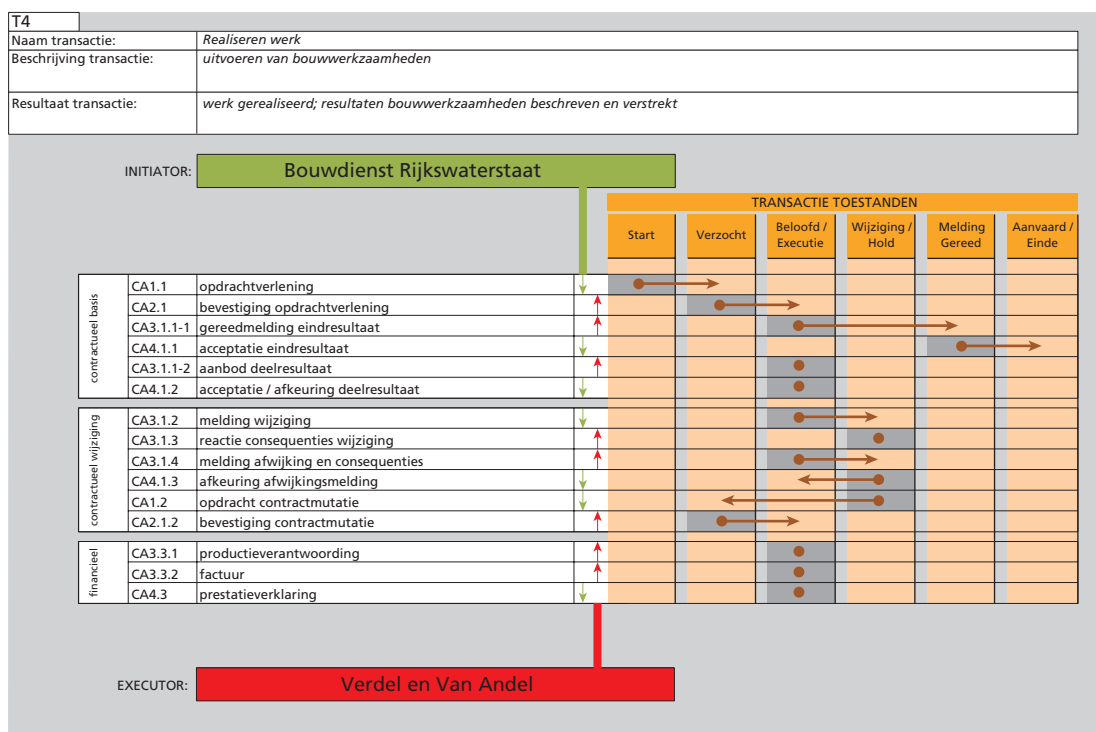 T4
Naam transactie: Realiseren werk
Beschrijving transactie: uitvoeren van bouwwerkzaamheden
Resultaat transactie: werk gerealiseerd; resultaten bouwwerkzaamheden beschreven en verstrekt
INITIATOR: Bouwdienst Rijkswaterstaat
TRANSACTIE TOESTANDEN
Start
Verzocht
Beloofd /
Executie
Wijziging /
Hold
Melding
Gereed
Aanvaard /
Einde
contractueel basis
CA1.1 opdrachtverlening
CA2.1 bevestiging opdrachtverlening
CA3.1.1-1 gereedmelding eindresultaat
CA4.1.1 acceptatie eindresultaat
CA3.1.1-2 aanbod deelresultaat
CA4.1.2 acceptatie / afkeuring deelresultaat
contractueel wijziging
CA3.1.2 melding wijziging
CA3.1.3 reactie consequenties wijziging
CA3.1.4 melding afwijking en consequenties
CA4.1.3 afkeuring afwijkingsmelding
CA1.2 opdracht contractmutatie
CA2.1.2 bevestiging contractmutatie
financieel
CA3.3.1 productieverantwoording
CA3.3.2 factuur
CA4.3 prestatieverklaring
EXECUTOR: Verdel en Van Andel